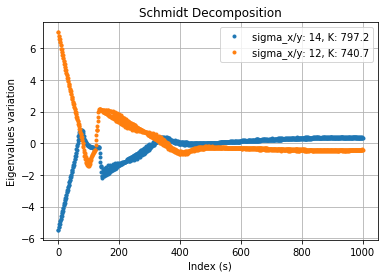 Schmidt Decomposition
sigma_x/y: 14, K: 797.2
sigma_x/y: 12, K: 740.7
Eigenvalues variation
6
4
2
0
−2
−4
−6
0 200 400 600 800 1000
Index (s)